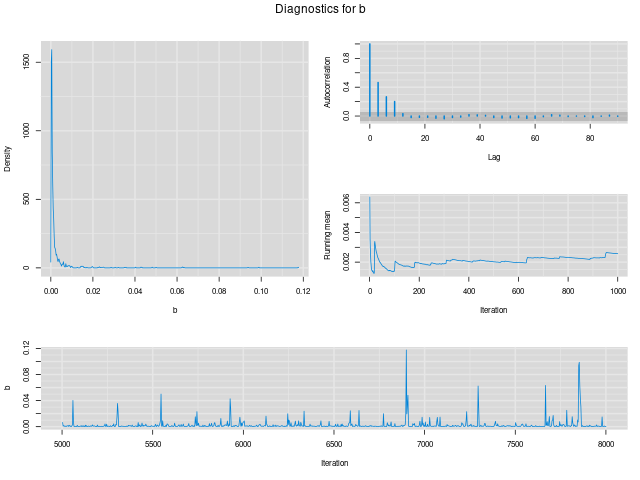 Diagnostics for b
Density
1500
1000
500
0
0.00 0.02 0.04 0.06 0.08 0.10 0.12
b
Autocorrelation
0.8
0.4
0.0
0 20 40 60 80
Lag
Running mean
0.006
0.004
0.002
0 200 400 600 800 1000
Iteration
b
0.12
0.08
0.04
0.00
5000 5500 6000 6500 7000 7500 8000
Iteration